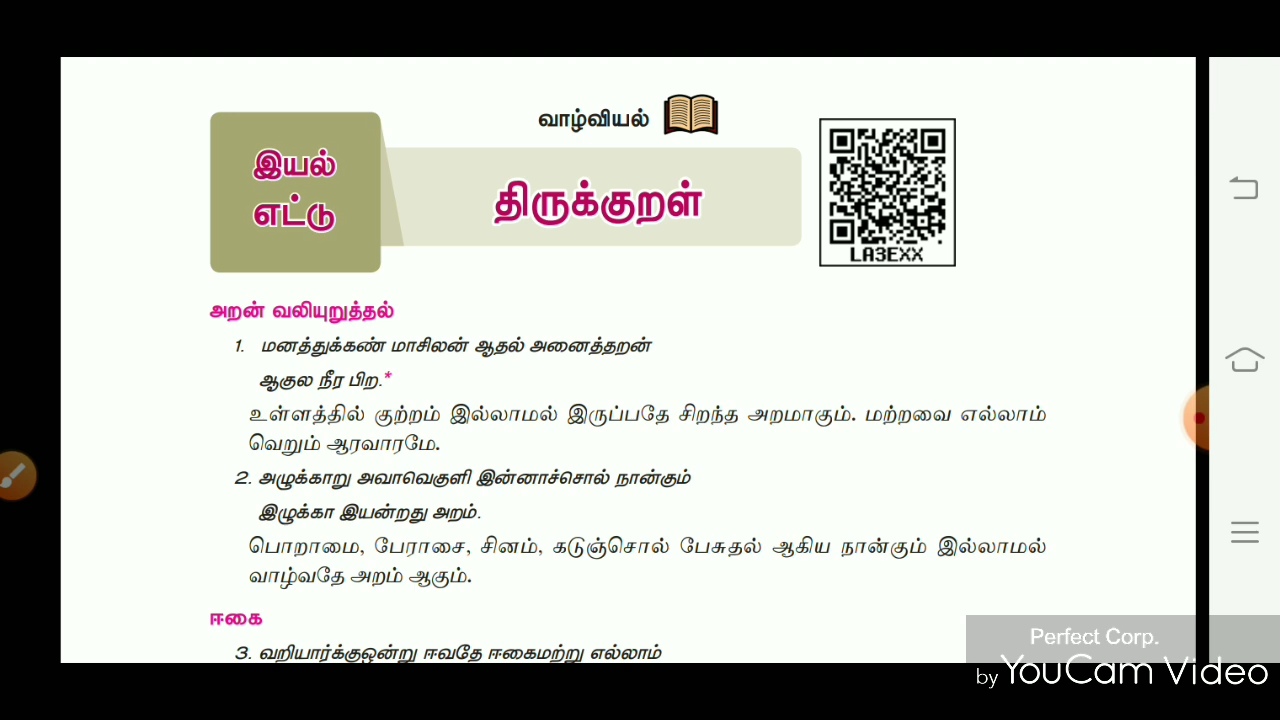 வாழ்வியல்
இயல்
எட்டு
திருக்குறள்
LA3EXX
அறன் வலியுறுத்தல்
1. மனத்துக்கண் மாசிலன் ஆதல் அனைத்தறன்
ஆகுல நீர பிற.*
உள்ளத்தில் குற்றம் இல்லாமல் இருப்பதே சிறந்த அறமாகும். மற்றவை எல்லாம்
வெறும் ஆரவாரமே.
2. அழுக்காறு அவாவெகுளி இன்னாச்சொல் நான்கும்
இழுக்கா இயன்றது அறம்.
பொறாமை, பேராசை, சினம், கடுஞ்சொல் பேசுதல் ஆகிய நான்கும் இல்லாமல்
வாழ்வதே அறம் ஆகும்.
ஈகை
3. வறியார்க்குஒன்று ஈவதே ஈகைமற்று எல்லாம்
Perfect Corp.
by YouCam Video